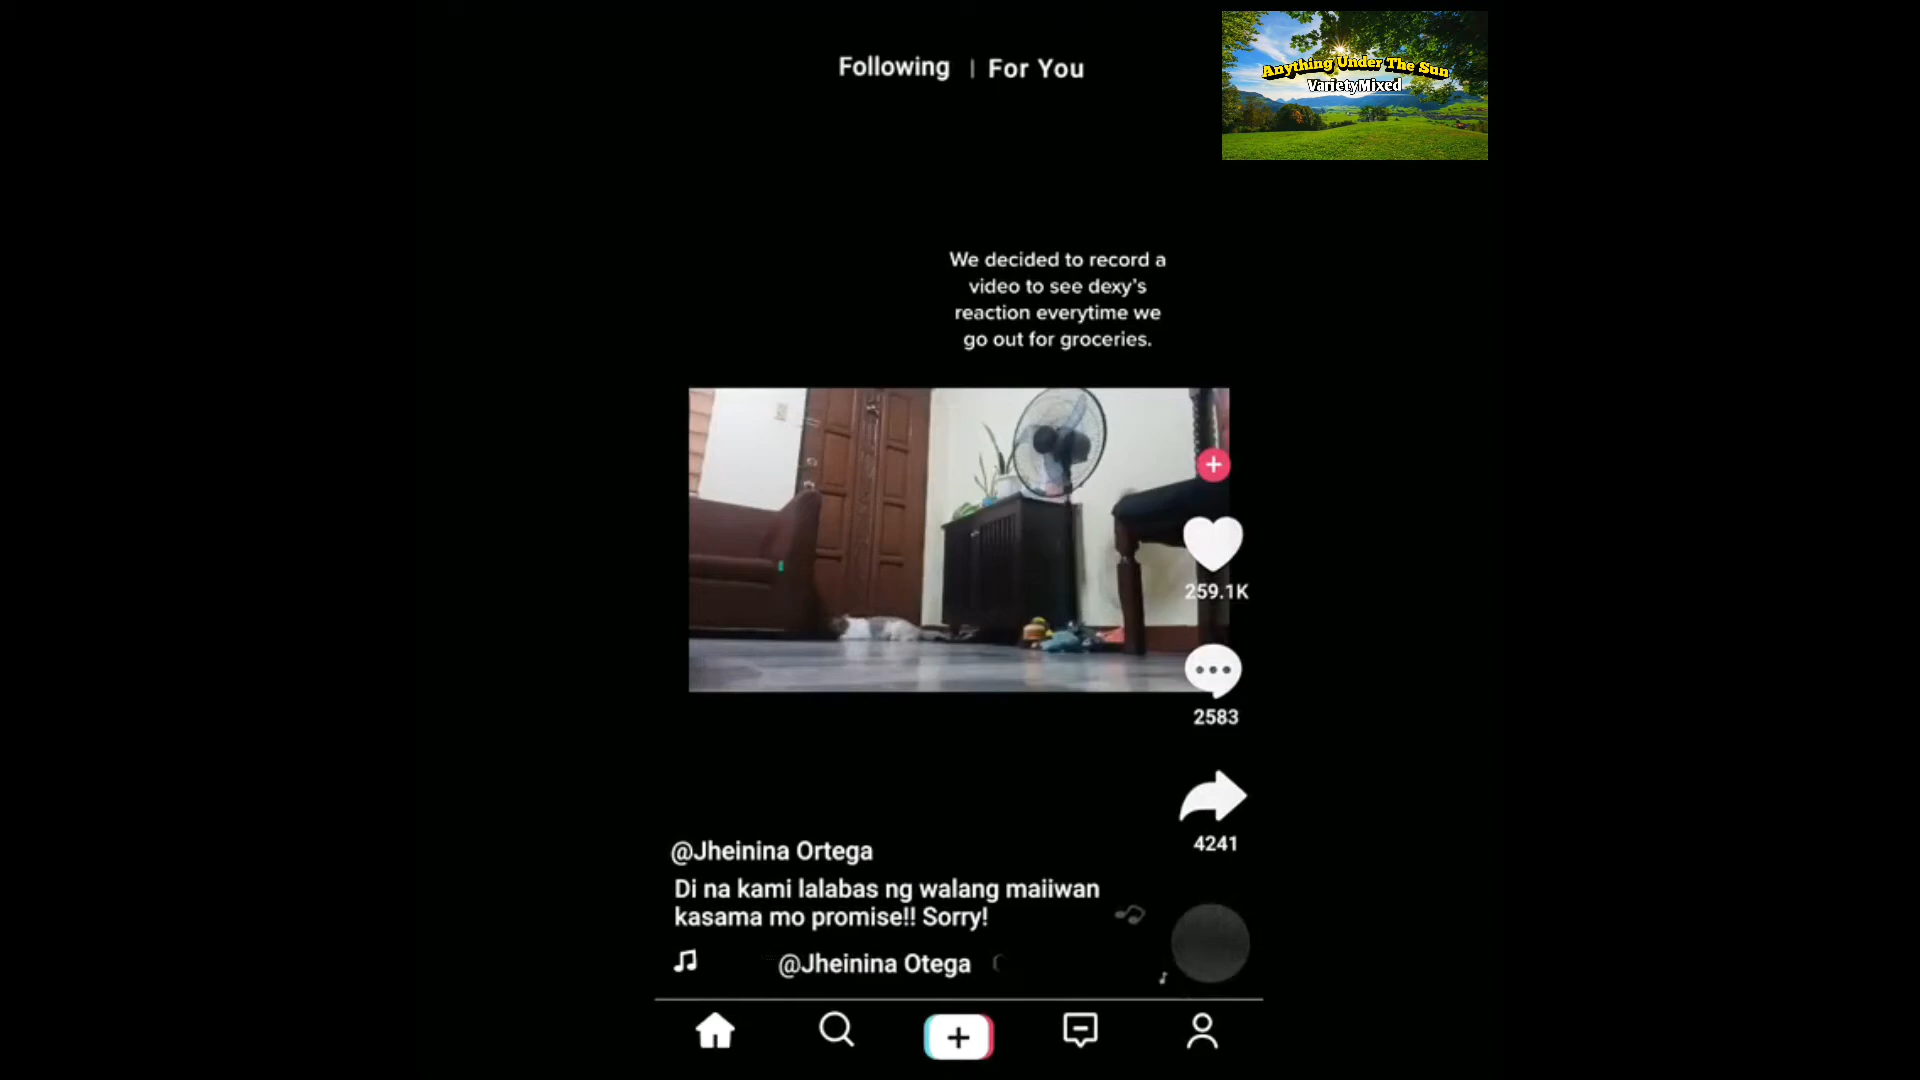 Following | For You
Anything Under The Sun
VarietyMixed
We decided to record a
video to see dexy's
reaction everytime we
go out for groceries.
259.1K
2583
4241
@Jheinina Ortega
Di na kami lalabas ng walang maiiwan
kasama mo promise!! Sorry!
@Jheinina Otega